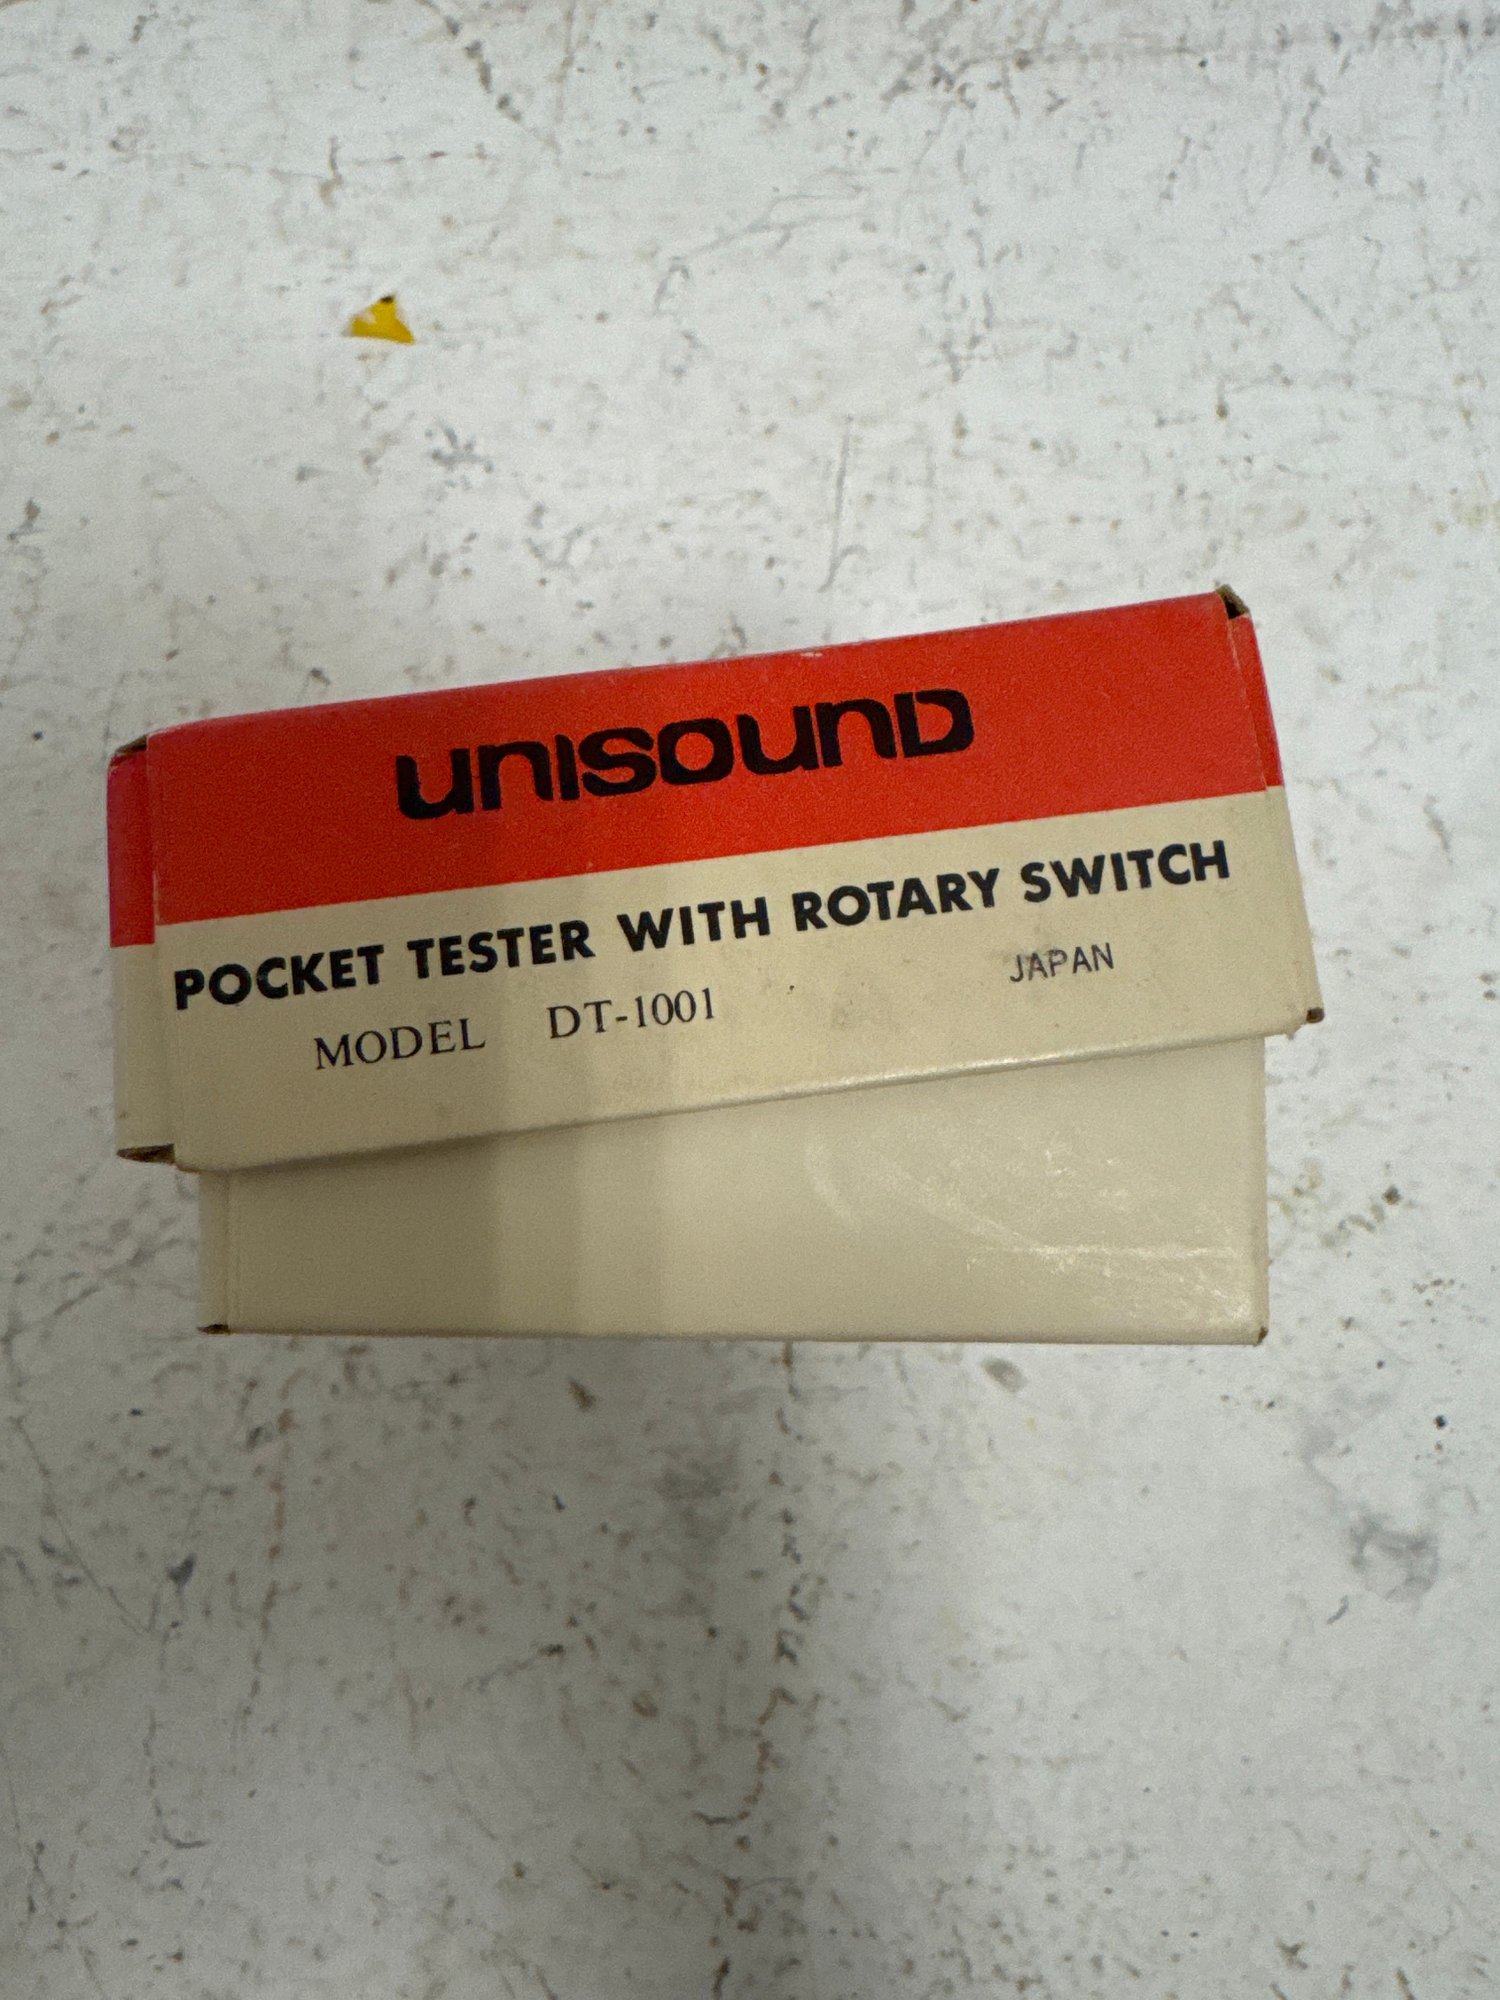 UNISOUND
POCKET TESTER WITH ROTARY SWITCH
MODEL DT-1001 JAPAN